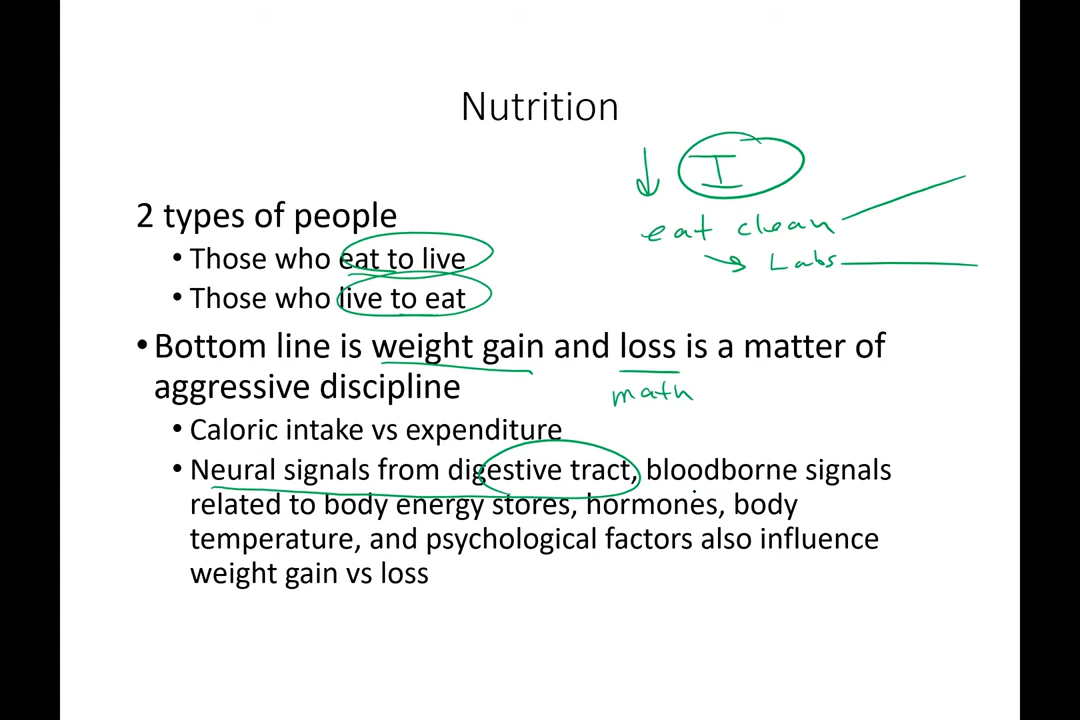 Nutrition
I
eat clean
Labs
2 types of people
• Those who eat to live
• Those who live to eat
• Bottom line is weight gain and loss is a matter of
aggressive discipline
math
• Caloric intake vs expenditure
• Neural signals from digestive tract, bloodborne signals
related to body energy stores, hormones, body
temperature, and psychological factors also influence
weight gain vs loss